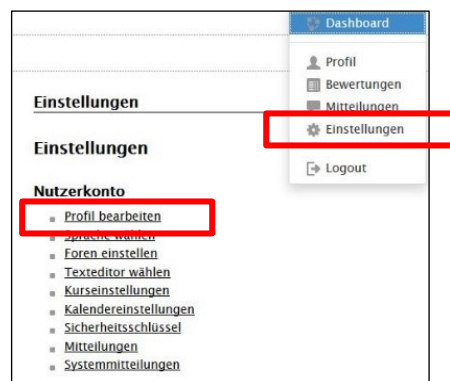 Dashboard
Profil
Bewertungen
Mitteilungen
Einstellungen
Logout
Einstellungen
Einstellungen
Nutzerkonto
Profil bearbeiten
Sprache wählen
Foren einstellen
Texteditor wählen
Kurseinstellungen
Kalendereinstellungen
Sicherheitsschlüssel
Mitteilungen
Systemmitteilungen